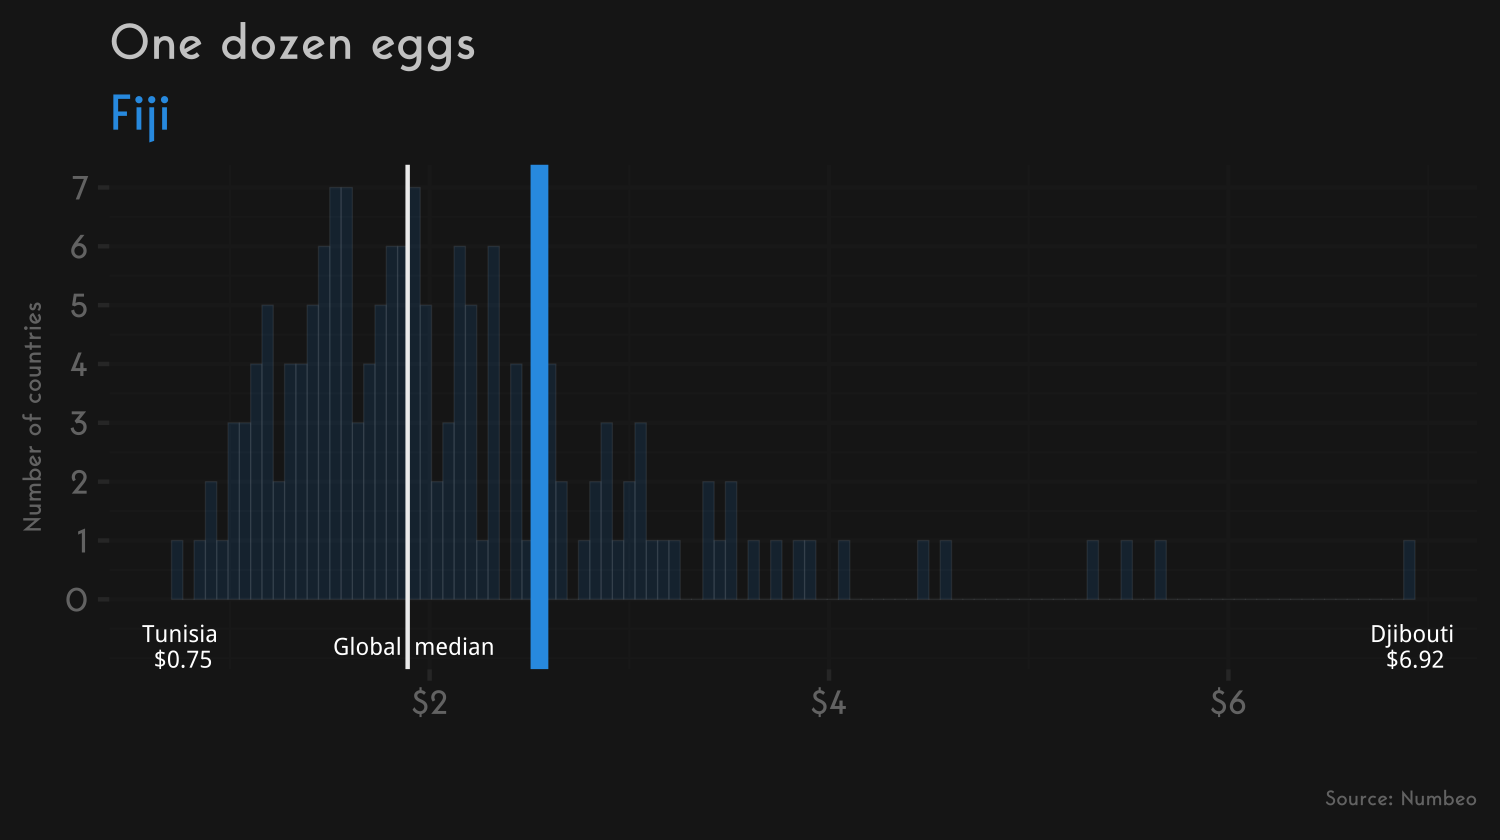 One dozen eggs
Fiji
Number of countries
7
6
5
4
3
2
1
0
Tunisia
$0.75
Global median
Djibouti
$6.92
$2
$4
$6
Source: Numbeo